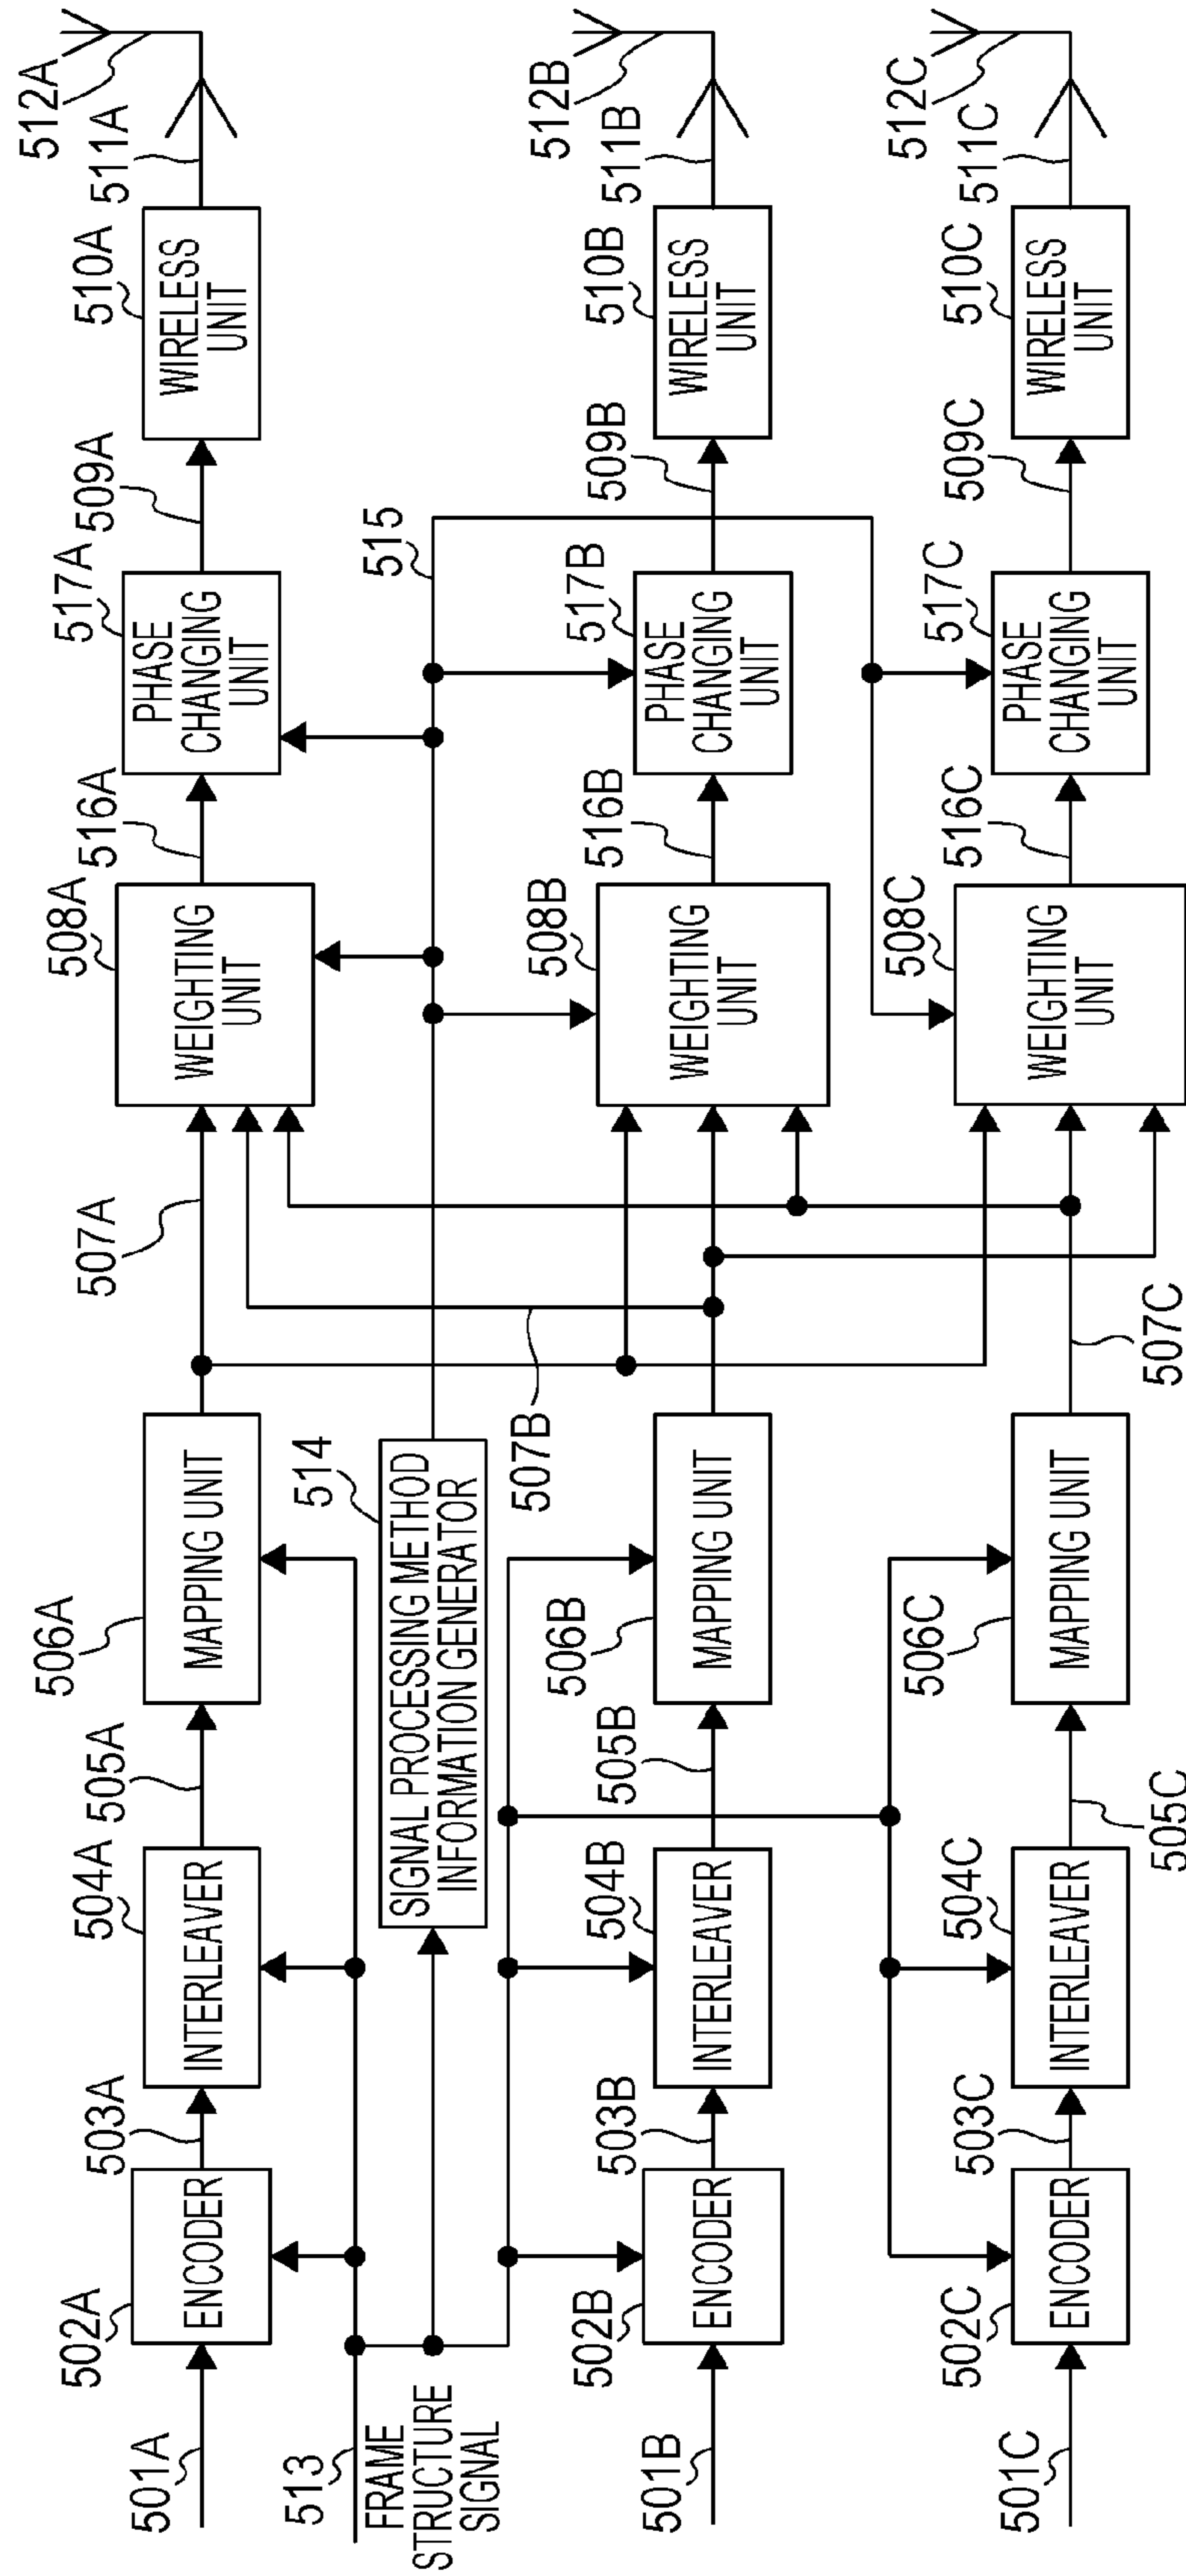 501A
502A
ENCODER
503A
504A
INTERLEAVER
505A
506A
MAPPING UNIT
507A
508A
WEIGHTING
UNIT
516A
517A
PHASE
CHANGING
UNIT
509A
510A
WIRELESS
UNIT
511A
512A
513
FRAME
STRUCTURE
SIGNAL
514
SIGNAL PROCESSING METHOD
INFORMATION GENERATOR
515
501B
502B
ENCODER
503B
504B
INTERLEAVER
505B
506B
MAPPING UNIT
507B
508B
WEIGHTING
UNIT
516B
517B
PHASE
CHANGING
UNIT
509B
510B
WIRELESS
UNIT
511B
512B
501C
502C
ENCODER
503C
504C
INTERLEAVER
505C
506C
MAPPING UNIT
507C
508C
WEIGHTING
UNIT
516C
517C
PHASE
CHANGING
UNIT
509C
510C
WIRELESS
UNIT
511C
512C